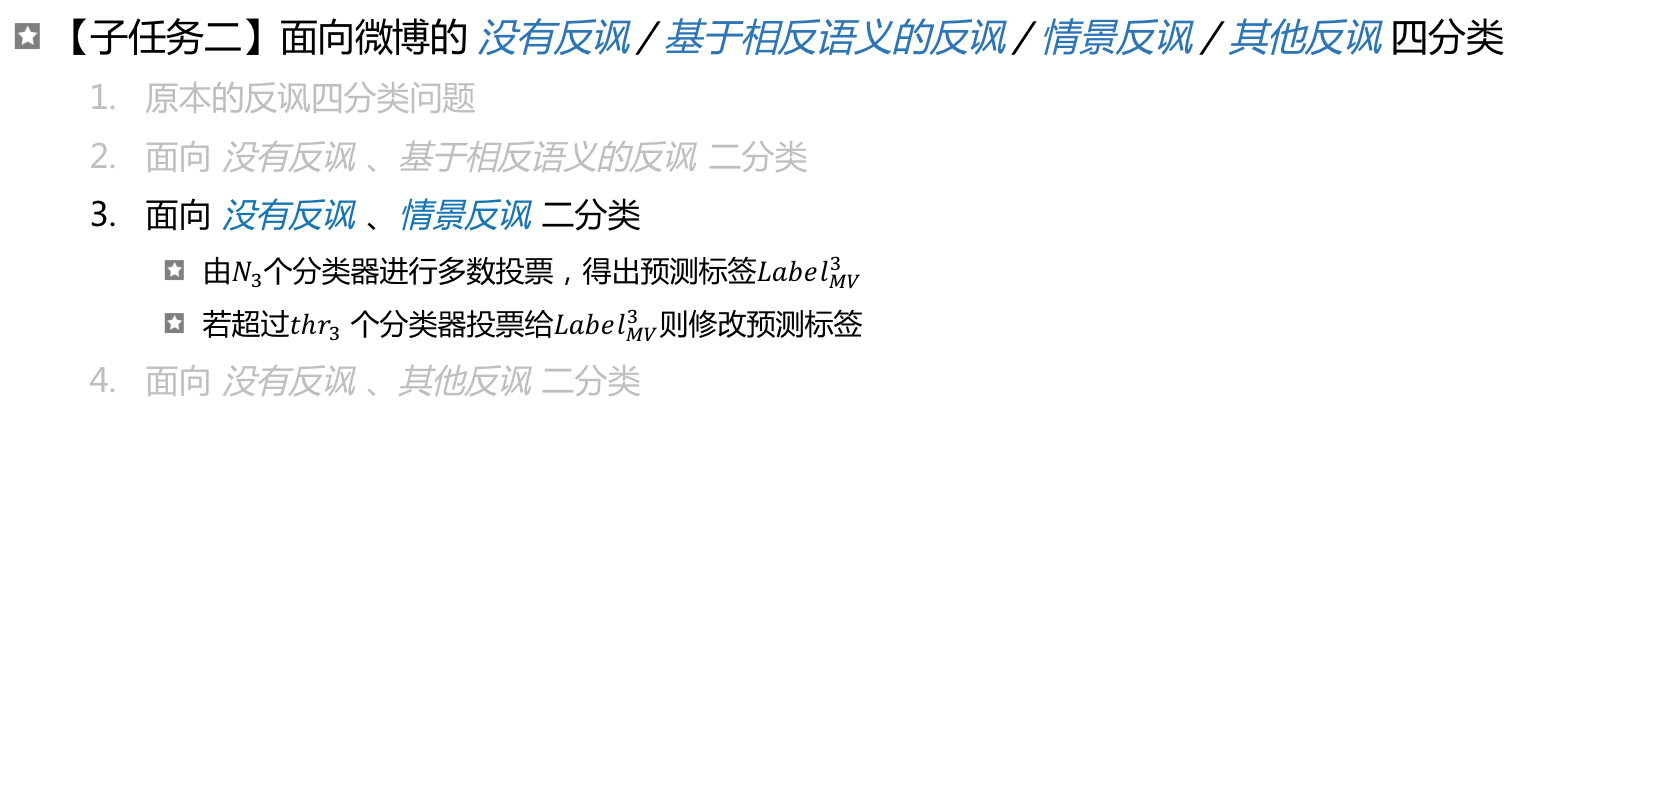 【子任务二】面向微博的 没有反讽 / 基于相反语义的反讽 / 情景反讽 / 其他反讽 四分类
1. 原本的反讽四分类问题
2. 面向 没有反讽 、基于相反语义的反讽 二分类
3. 面向 没有反讽 、情景反讽 二分类
由N₃个分类器进行多数投票，得出预测标签Label³_MV
若超过thr₃ 个分类器投票给Label³_MV则修改预测标签
4. 面向 没有反讽 、其他反讽 二分类